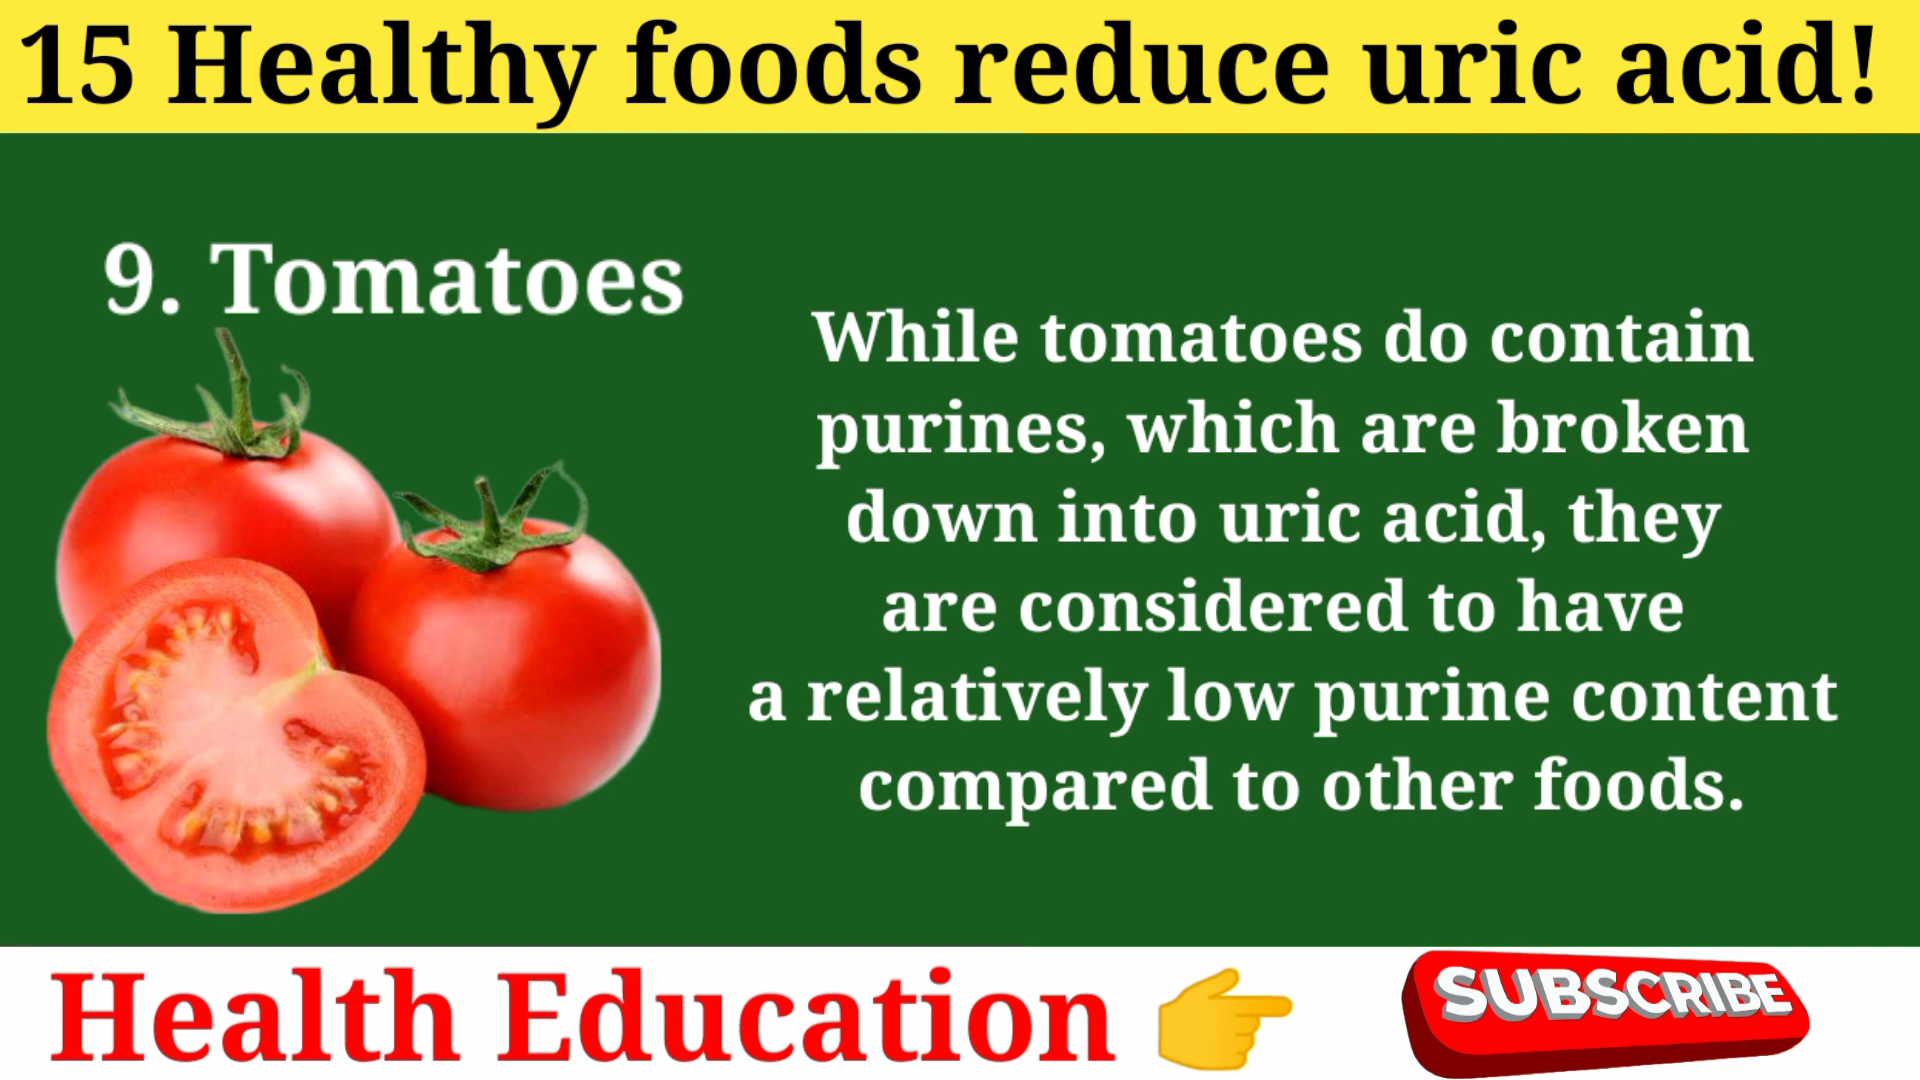 15 Healthy foods reduce uric acid!
9. Tomatoes
While tomatoes do contain
purines, which are broken
down into uric acid, they
are considered to have
a relatively low purine content
compared to other foods.
Health Education
SUBSCRIBE